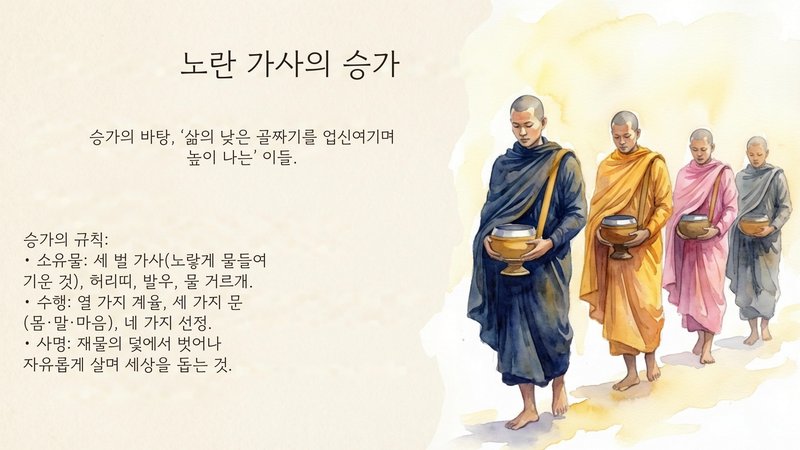 노란 가사의 승가
승가의 바탕, ‘삶의 낮은 골짜기를 업신여기며
높이 나는’ 이들.
승가의 규칙:
• 소유물: 세 벌 가사(노랗게 물들여
기운 것), 허리띠, 발우, 물 거르개.
• 수행: 열 가지 계율, 세 가지 문
(몸·말·마음), 네 가지 선정.
• 사명: 재물의 덫에서 벗어나
자유롭게 살며 세상을 돕는 것.